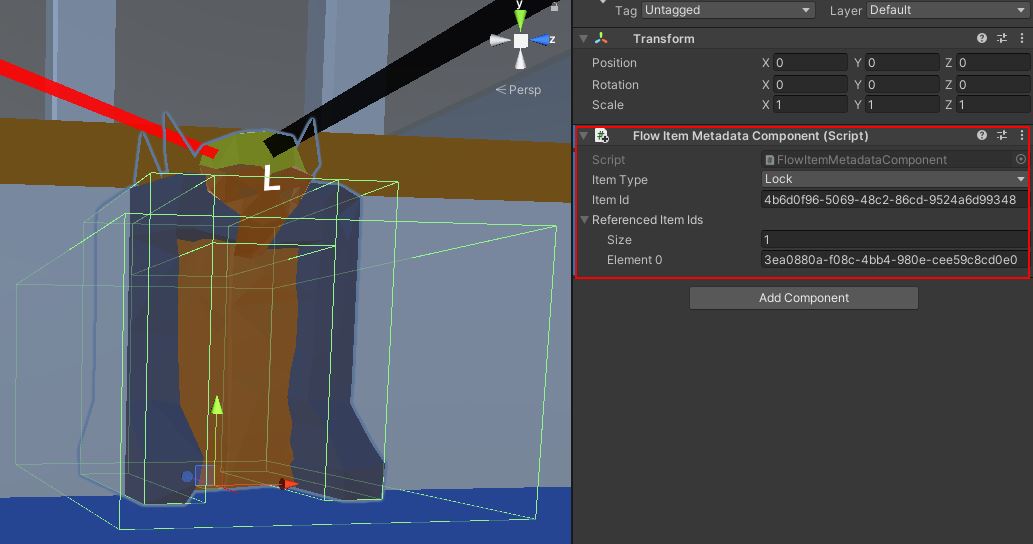 y
z
Persp
L
Tag Untagged Layer Default
Transform
Position X 0 Y 0 Z 0
Rotation X 0 Y 0 Z 0
Scale X 1 Y 1 Z 1
Flow Item Metadata Component (Script)
Script FlowItemMetadataComponent
Item Type Lock
Item Id 4b6d0f96-5069-48c2-86cd-9524a6d99348
Referenced Item Ids
Size 1
Element 0 3ea0880a-f08c-4bb4-980e-cee59c8cd0e0
Add Component